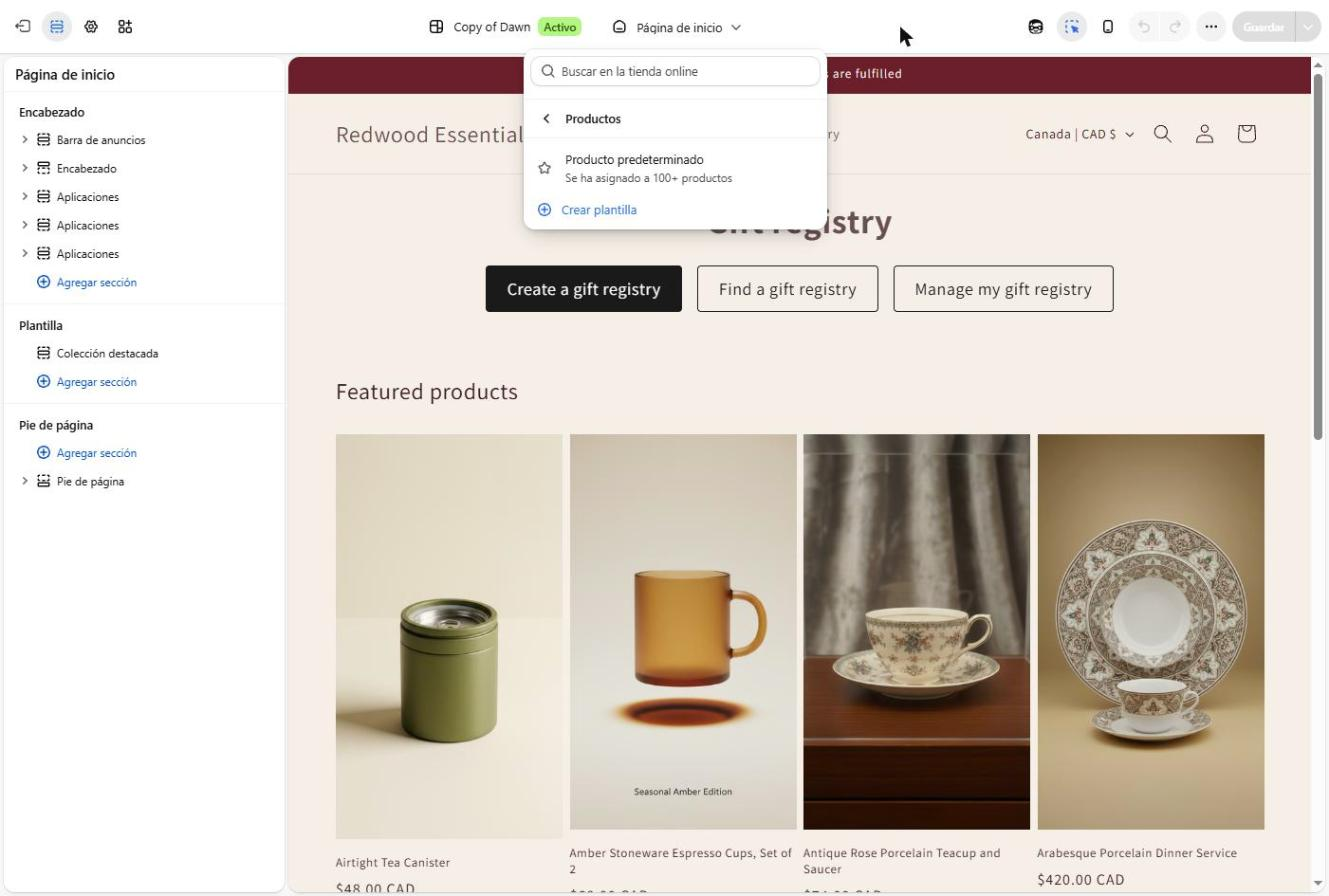 Copy of Dawn Activo Página de inicio Guardar
Página de inicio
Encabezado
Barra de anuncios
Encabezado
Aplicaciones
Aplicaciones
Aplicaciones
Agregar sección
Plantilla
Colección destacada
Agregar sección
Pie de página
Agregar sección
Pie de página
Buscar en la tienda online
Productos
Producto predeterminado
Se ha asignado a 100+ productos
Crear plantilla
are fulfilled
Redwood Essential
Canada | CAD $
Create a gift registry Find a gift registry Manage my gift registry
Featured products
Seasonal Amber Edition
Airtight Tea Canister
$48.00 CAD
Amber Stoneware Espresso Cups, Set of
2
Antique Rose Porcelain Teacup and
Saucer
Arabesque Porcelain Dinner Service
$420.00 CAD